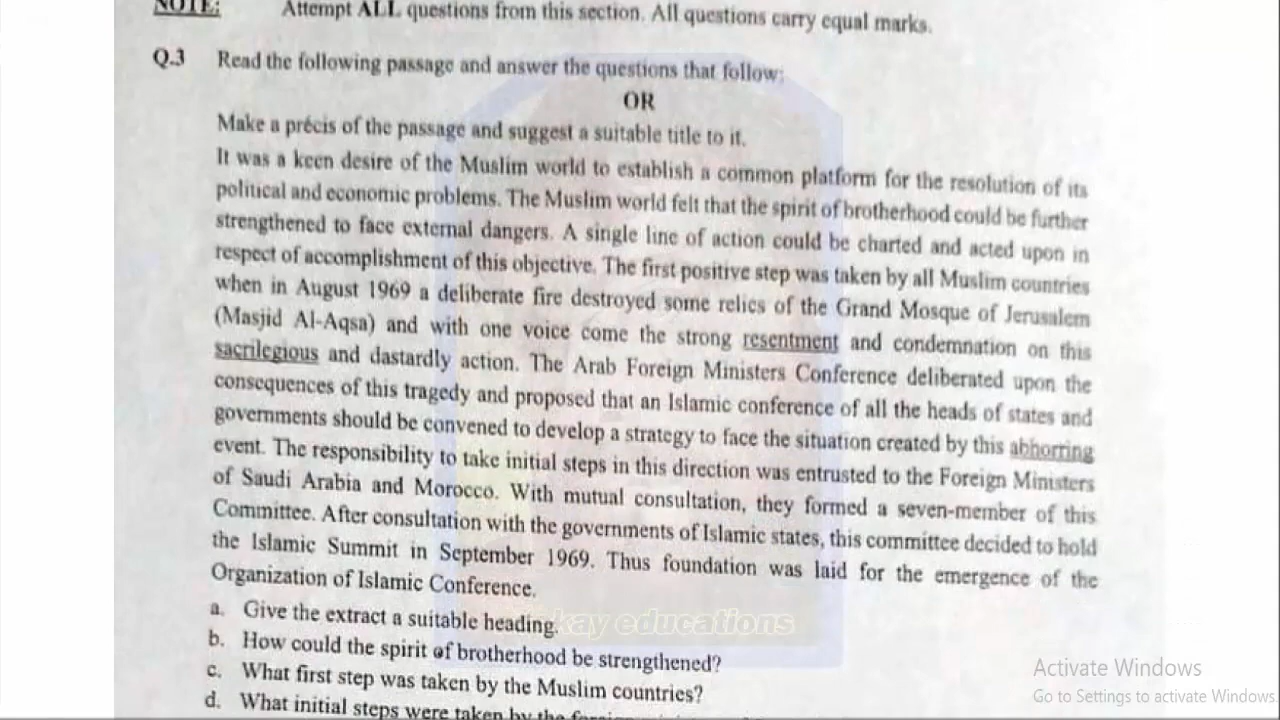 NOTE: Attempt ALL questions from this section. All questions carry equal marks.
Q.3 Read the following passage and answer the questions that follow:
OR
Make a précis of the passage and suggest a suitable title to it.
It was a keen desire of the Muslim world to establish a common platform for the resolution of its
political and economic problems. The Muslim world felt that the spirit of brotherhood could be further
strengthened to face external dangers. A single line of action could be charted and acted upon in
respect of accomplishment of this objective. The first positive step was taken by all Muslim countries
when in August 1969 a deliberate fire destroyed some relics of the Grand Mosque of Jerusalem
(Masjid Al-Aqsa) and with one voice come the strong resentment and condemnation on this
sacrilegious and dastardly action. The Arab Foreign Ministers Conference deliberated upon the
consequences of this tragedy and proposed that an Islamic conference of all the heads of states and
governments should be convened to develop a strategy to face the situation created by this abhorring
event. The responsibility to take initial steps in this direction was entrusted to the Foreign Ministers
of Saudi Arabia and Morocco. With mutual consultation, they formed a seven-member of this
Committee. After consultation with the governments of Islamic states, this committee decided to hold
the Islamic Summit in September 1969. Thus foundation was laid for the emergence of the
Organization of Islamic Conference.
a. Give the extract a suitable heading.
kay educations
b. How could the spirit of brotherhood be strengthened?
c. What first step was taken by the Muslim countries?
d. What initial steps were taken by the
Activate Windows
Go to Settings to activate Windows.